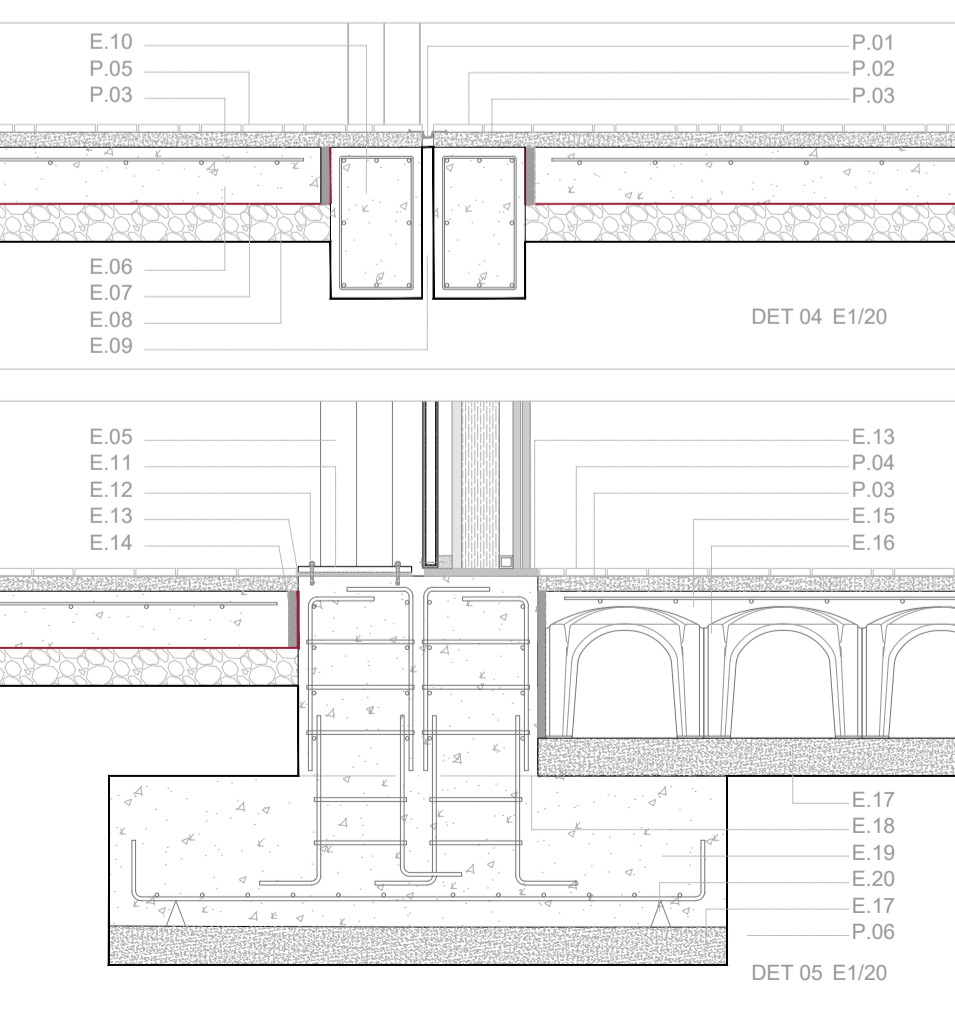 E.10
P.05
P.03
P.01
P.02
P.03
E.06
E.07
E.08
E.09
DET 04 E1/20
E.05
E.11
E.12
E.13
E.14
E.13
P.04
P.03
E.15
E.16
E.17
E.18
E.19
E.20
E.17
P.06
DET 05 E1/20